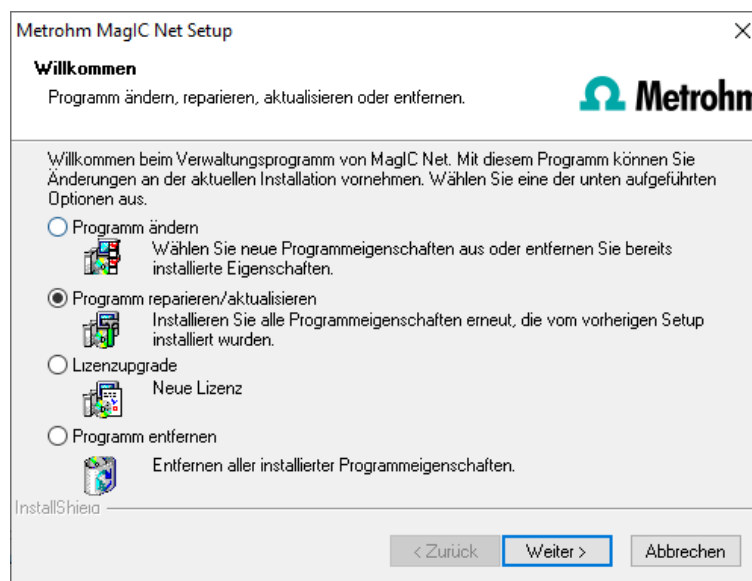 Metrohm MagIC Net Setup
Willkommen
Programm ändern, reparieren, aktualisieren oder entfernen.
Metrohm
Willkommen beim Verwaltungsprogramm von MagIC Net. Mit diesem Programm können Sie
Änderungen an der aktuellen Installation vornehmen. Wählen Sie eine der unten aufgeführten
Optionen aus.
Programm ändern
Wählen Sie neue Programmeigenschaften aus oder entfernen Sie bereits
installierte Eigenschaften.
Programm reparieren/aktualisieren
Installieren Sie alle Programmeigenschaften erneut, die vom vorherigen Setup
installiert wurden.
Lizenzupgrade
Neue Lizenz
Programm entfernen
Entfernen aller installierter Programmeigenschaften.
InstallShield
< Zurück
Weiter >
Abbrechen